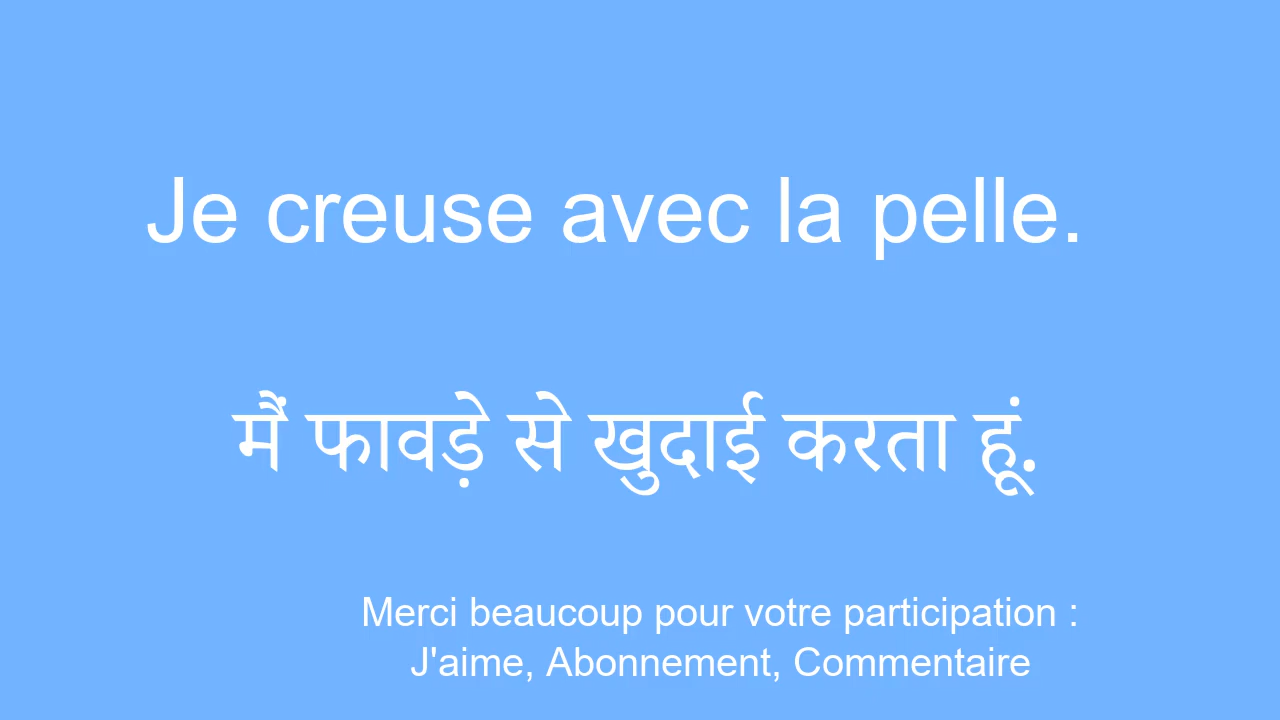 Je creuse avec la pelle.
मैं फावड़े से खुदाई करता हूं.
Merci beaucoup pour votre participation :
J'aime, Abonnement, Commentaire